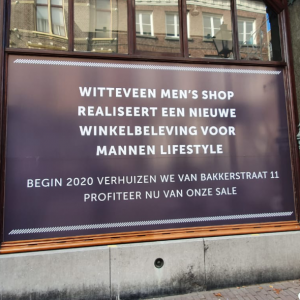 WITTEVEEN MEN'S SHOP
REALISEERT EEN NIEUWE
WINKELBELEVING VOOR
MANNEN LIFESTYLE
BEGIN 2020 VERHUIZEN WE VAN BAKKERSTRAAT 11
PROFITEER NU VAN ONZE SALE